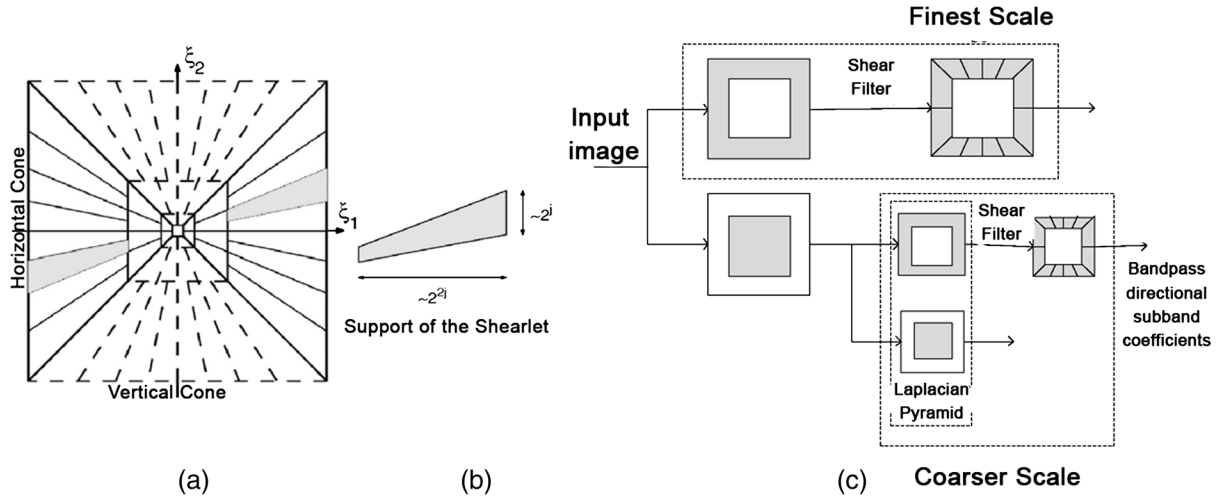 ξ2
Horizontal Cone
ξ1
Vertical Cone
~2^j
~2^2j
Support of the Shearlet
Finest Scale
Shear
Filter
Input
image
Shear
Filter
Bandpass
directional
subband
coefficients
Laplacian
Pyramid
Coarser Scale
(a)
(b)
(c)